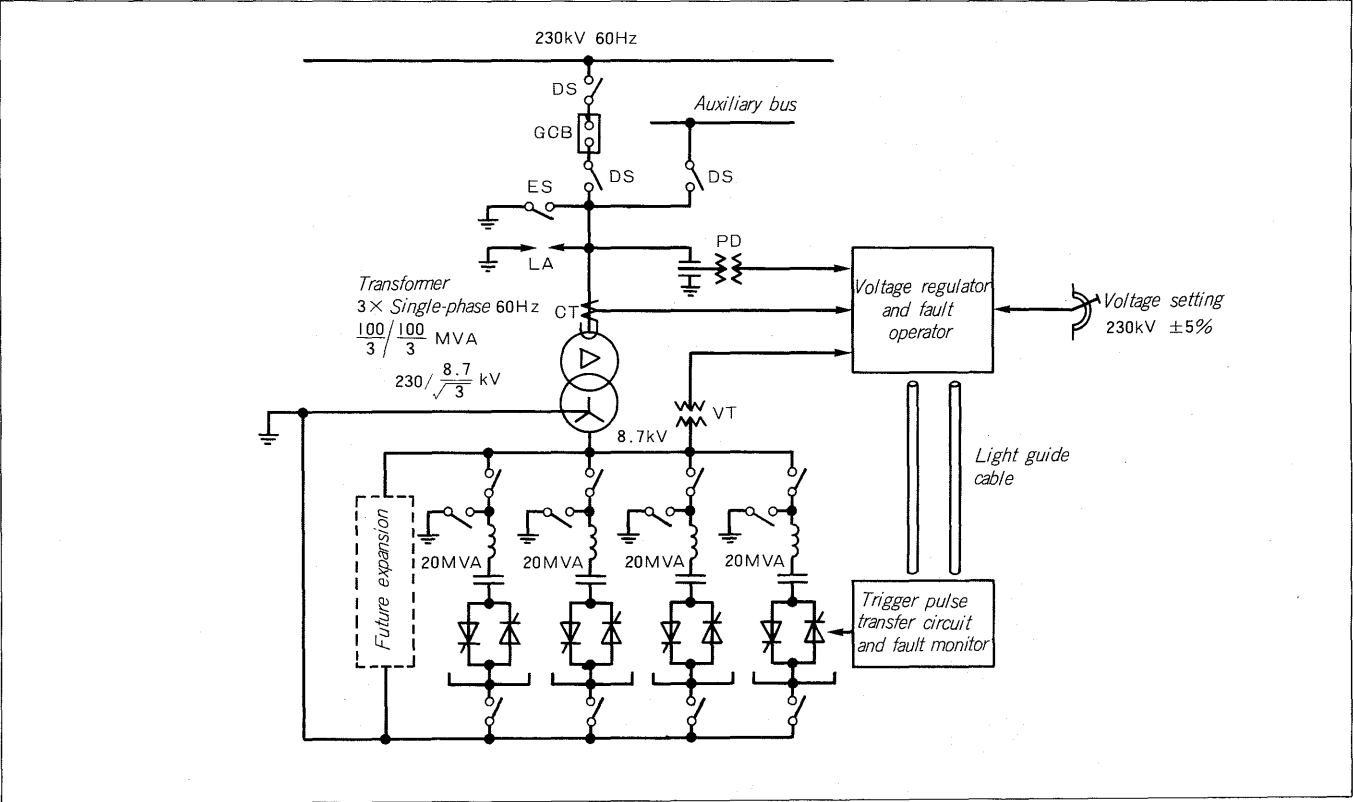 230kV 60Hz
DS
Auxiliary bus
GCB
DS
DS
ES
PD
LA
Transformer
3× Single-phase 60Hz
100/3 / 100/3 MVA
230 / 8.7/√3 kV
CT
Voltage regulator
and fault
operator
Voltage setting
230kV ±5%
VT
8.7kV
Light guide
cable
Future expansion
20MVA
20MVA
20MVA
20MVA
Trigger pulse
transfer circuit
and fault monitor